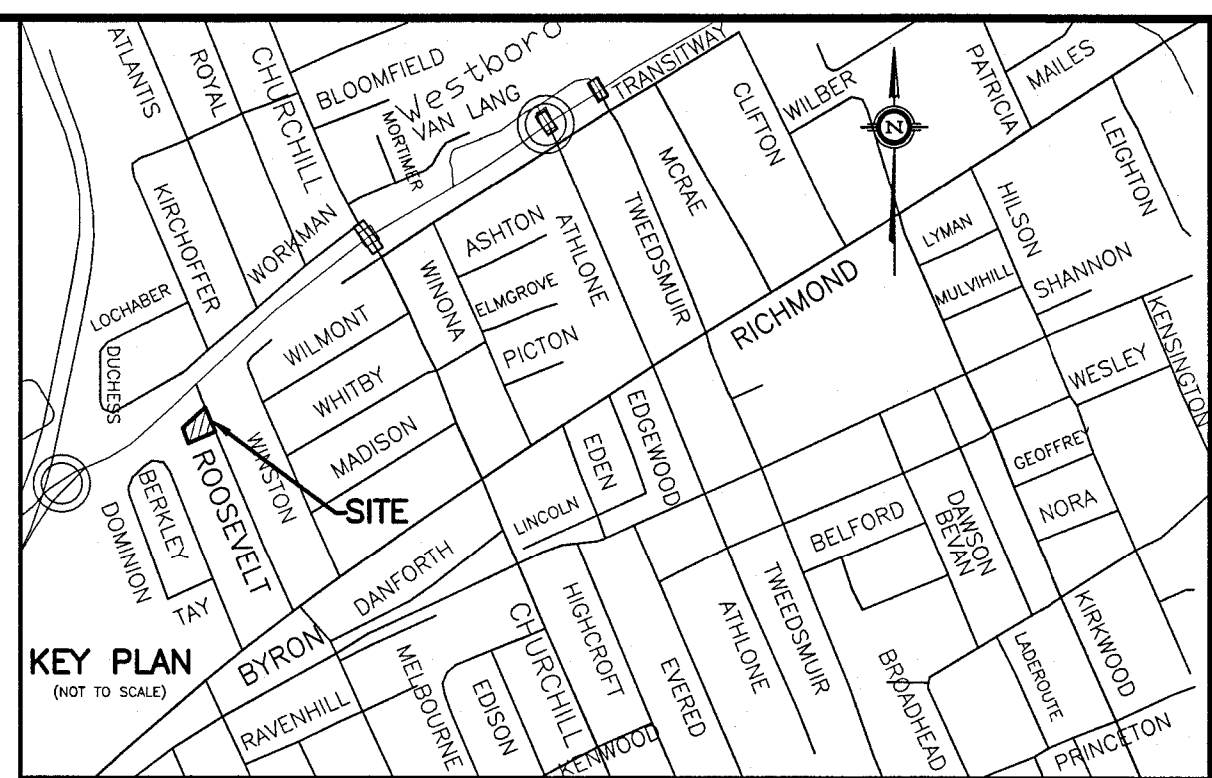 ATLANTIS
ROYAL
CHURCHILL
BLOOMFIELD
Westboro
VAN LANG
MORTIMER
TRANSITWAY
CLIFTON
WILBER
N
PATRICIA
MAILES
LEIGHTON
KIRCHOFFER
WORKMAN
LOCHABER
DUCHESS
WINONA
ASHTON
ELMGROVE
PICTON
ATHLONE
TWEEDSMUIR
MCRAE
RICHMOND
LYMAN
MULVIHILL
HILSON
SHANNON
KENSINGTON
WESLEY
WILMONT
WHITBY
MADISON
WINSTON
SITE
ROOSEVELT
BERKLEY
DOMINION
TAY
EDEN
EDGEWOOD
LINCOLN
DANFORTH
BYRON
BELFORD
DAWSON
BEVAN
GEOFFREY
NORA
KEY PLAN
(NOT TO SCALE)
RAVENHILL
MELBOURNE
EDISON
CHURCHILL
HIGHCROFT
KENWOOD
EVERED
ATHLONE
TWEEDSMUIR
BROADHEAD
LADEROUTE
KIRKWOOD
PRINCETON